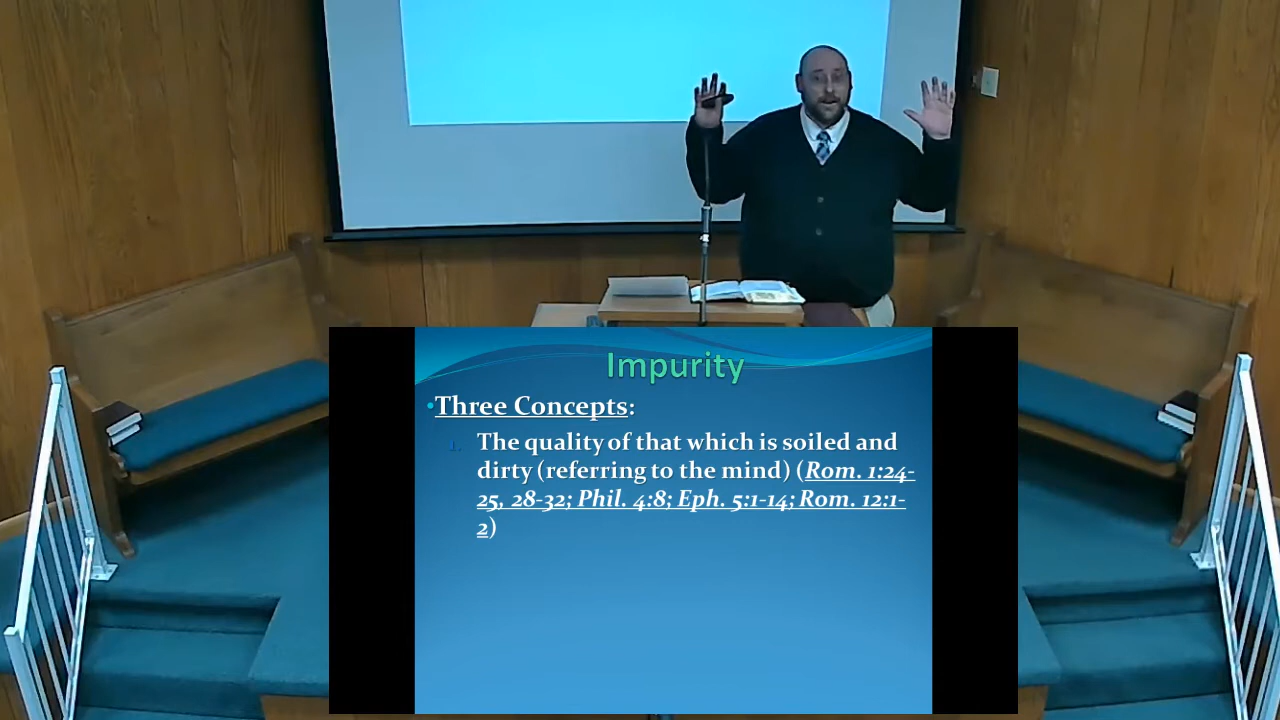 Impurity
•Three Concepts:
1. The quality of that which is soiled and
dirty (referring to the mind) (Rom. 1:24-
25, 28-32; Phil. 4:8; Eph. 5:1-14; Rom. 12:1-
2)